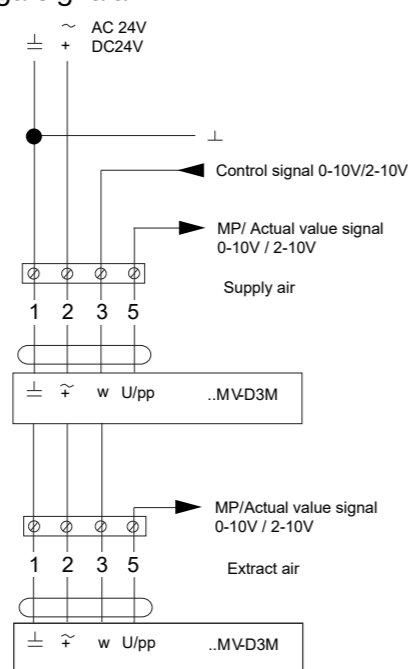 ~ AC 24V
⊥ + DC24V
⊥
Control signal 0-10V/2-10V
MP/ Actual value signal
0-10V / 2-10V
Supply air
1 2 3 5
⊥ ~+ w U/pp ..MV-D3M
MP/Actual value signal
0-10V / 2-10V
1 2 3 5
Extract air
⊥ ~+ w U/pp ..MV-D3M